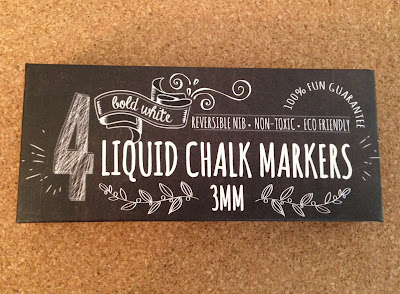 bold white
100% FUN GUARANTEE
REVERSIBLE NIB • NON-TOXIC • ECO FRIENDLY
4 LIQUID CHALK MARKERS
3MM